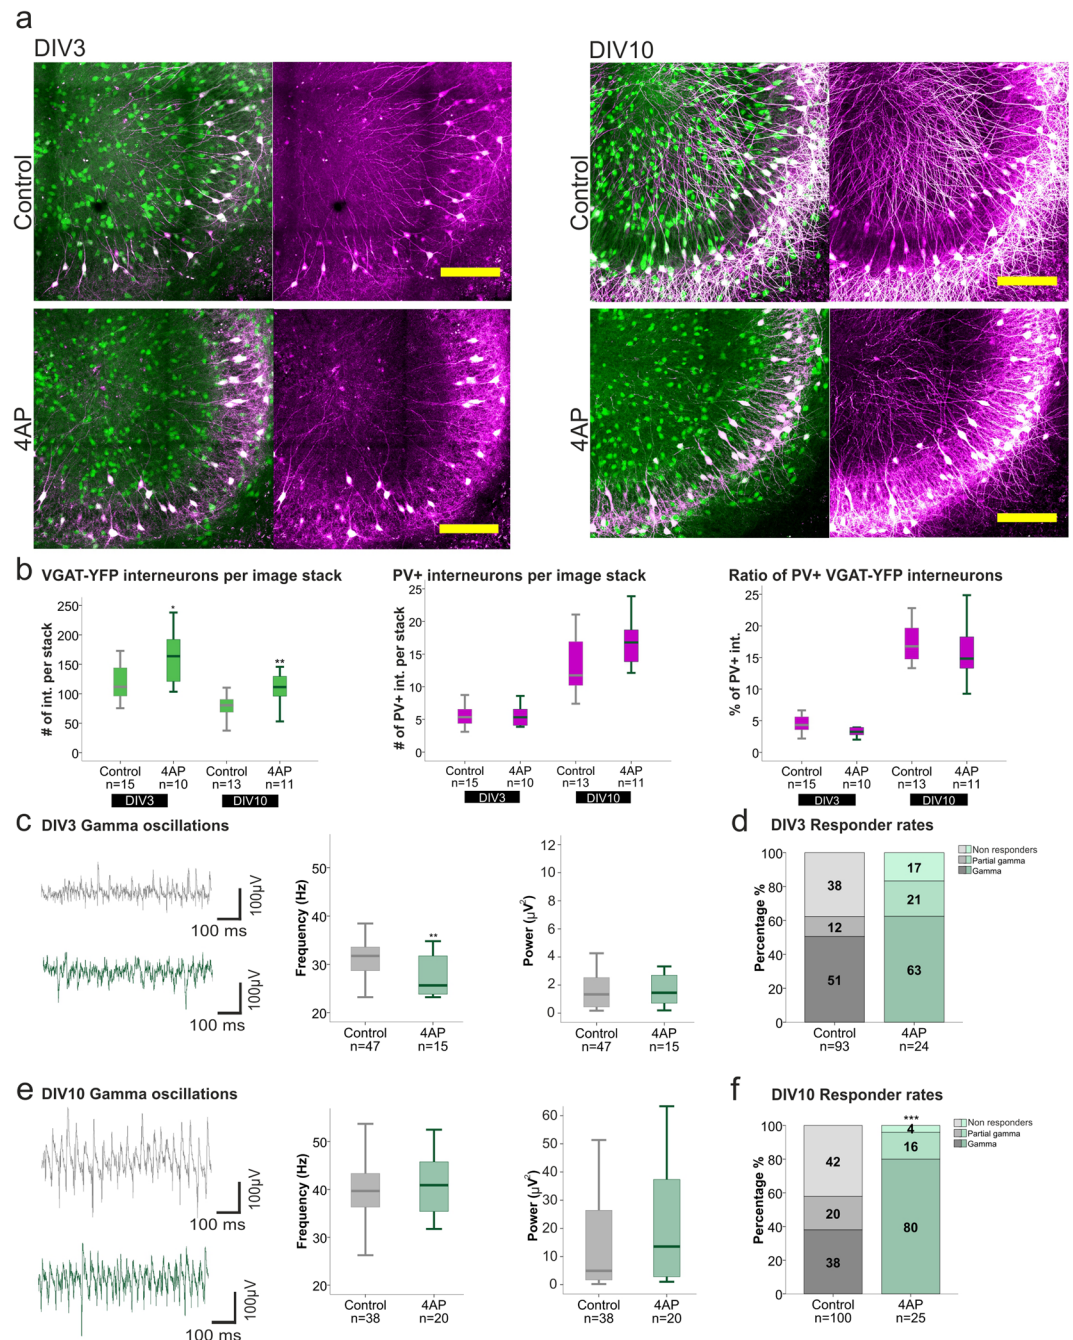 a
DIV3
DIV10
Control
Control
4AP
4AP
b
VGAT-YFP interneurons per image stack
# of int. per stack
250
200
150
100
50
0
*
**
Control
n=15
4AP
n=10
Control
n=13
4AP
n=11
DIV3
DIV10
PV+ interneurons per image stack
# of PV+ int. per stack
25
20
15
10
5
0
Control
n=15
4AP
n=10
Control
n=13
4AP
n=11
DIV3
DIV10
Ratio of PV+ VGAT-YFP interneurons
% of PV+ int.
25
20
15
10
5
0
Control
n=15
4AP
n=10
Control
n=13
4AP
n=11
DIV3
DIV10
c
DIV3 Gamma oscillations
100µV
100 ms
100µV
100 ms
Frequency (Hz)
50
40
30
20
**
Control
n=47
4AP
n=15
Power (µV²)
12
10
8
6
4
2
0
Control
n=47
4AP
n=15
d
DIV3 Responder rates
Percentage %
100
80
60
40
20
0
38
12
51
17
21
63
Control
n=93
4AP
n=24
Non responders
Partial gamma
Gamma
e
DIV10 Gamma oscillations
100µV
100 ms
100µV
100 ms
Frequency (Hz)
50
40
30
20
Control
n=38
4AP
n=20
Power (µV²)
60
50
40
30
20
10
0
Control
n=38
4AP
n=20
f
DIV10 Responder rates
Percentage %
100
80
60
40
20
0
42
20
38
***
4
16
80
Control
n=100
4AP
n=25
Non responders
Partial gamma
Gamma